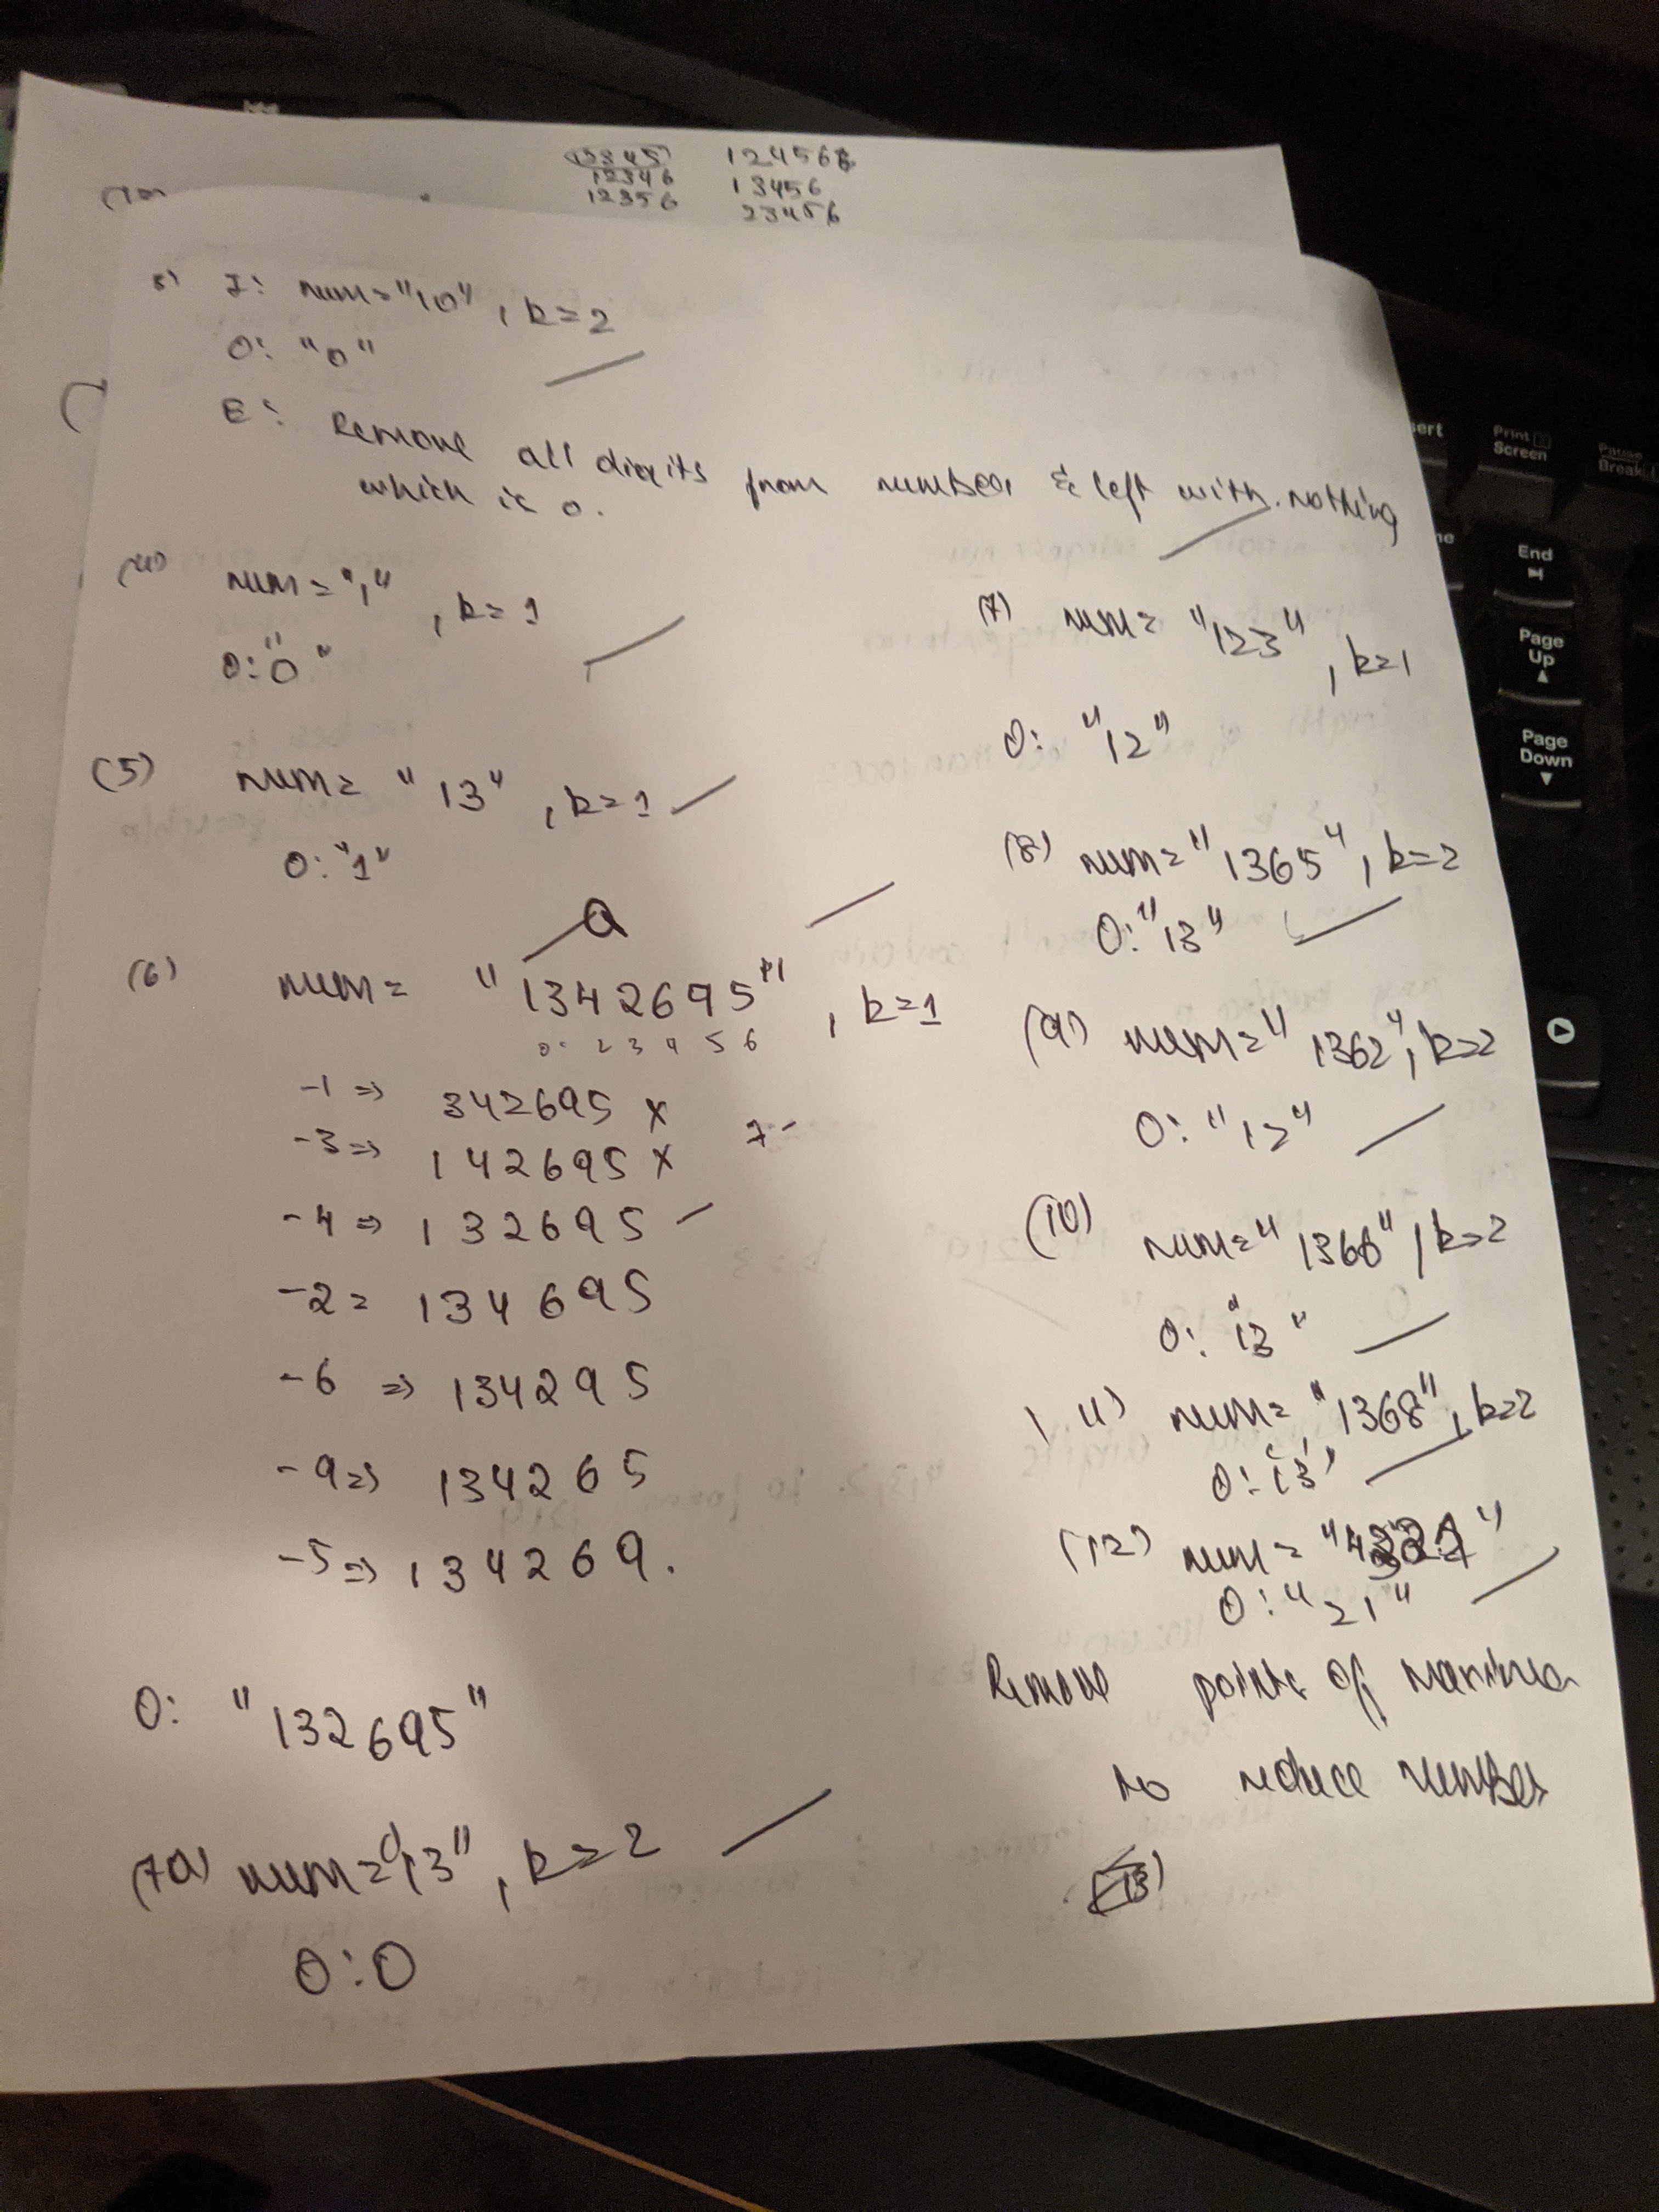 12345
12346
12356
124566
13456
23456
3) I: num="10", k=2
O: "0"
E: Remove all digits from number & left with nothing
which is 0.
(4) num="1", k=1
O: "0"
(5) num= "13", k=1
O: "1"
a
(6) num= "1342695", k=1
0 1 2 3 4 5 6
-1 => 342695 x
-3 => 142695 x
-4 => 132695
-2 = 134695
-6 => 134295
-9 => 134265
-5 => 134269.
O: "132695"
(7a) num="13", k=2
O:0
(7) num= "123", k=1
O: "12"
(8) num="1365", k=2
O: "13"
(9) num="1362", k=2
O: "12"
(10) num="1366", k=2
O: "13"
11) num= "1368", k=2
O: "13"
(12) num=
O: "21"
Remove points of maxima
to reduce number
13)
Print
Screen
Pause
Break
End
Page
Up
Page
Down